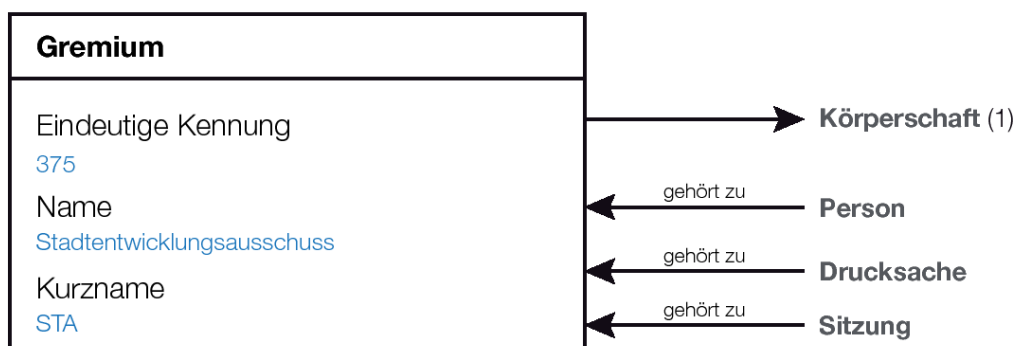 Gremium
Eindeutige Kennung
375
Name
Stadtentwicklungsausschuss
Kurzname
STA
Körperschaft (1)
gehört zu
Person
gehört zu
Drucksache
gehört zu
Sitzung